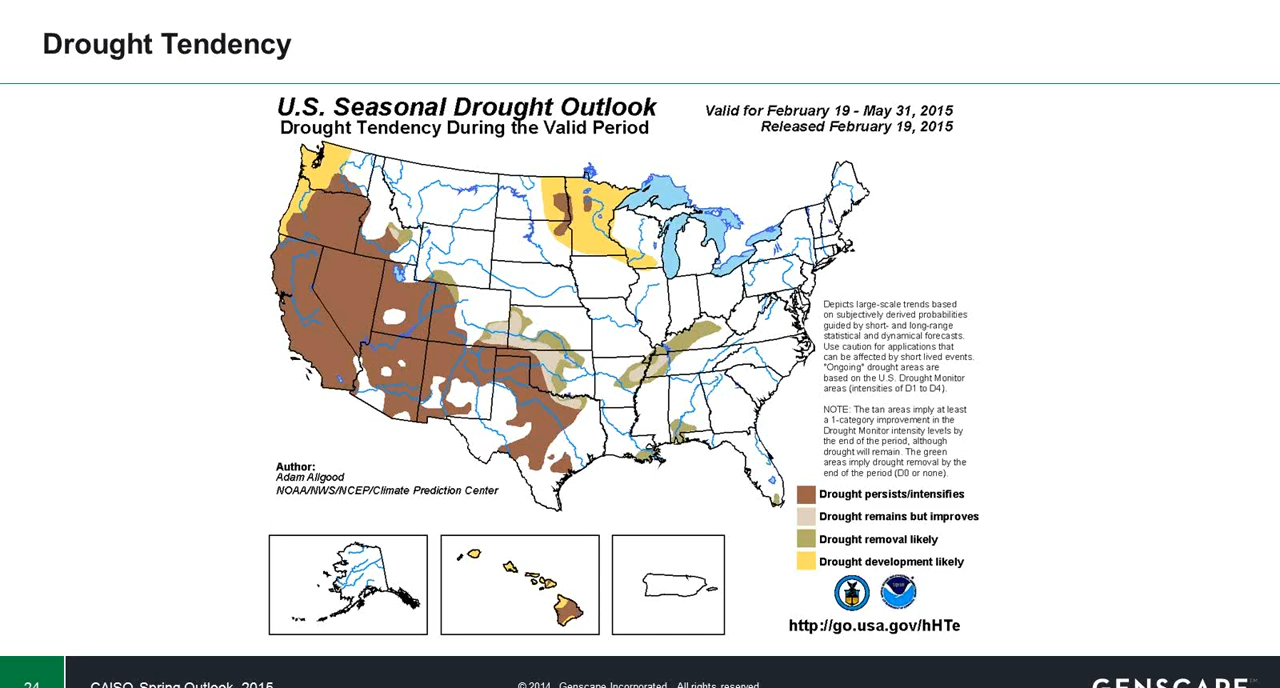 Drought Tendency
U.S. Seasonal Drought Outlook
Drought Tendency During the Valid Period
Valid for February 19 - May 31, 2015
Released February 19, 2015
Depicts large-scale trends based
on subjectively derived probabilities
guided by short- and long-range
statistical and dynamical forecasts.
Use caution for applications that
can be affected by short lived events.
"Ongoing" drought areas are
based on the U.S. Drought Monitor
areas (intensities of D1 to D4).
NOTE: The tan areas imply at least
a 1-category improvement in the
Drought Monitor intensity levels by
the end of the period, although
drought will remain. The green
areas imply drought removal by the
end of the period (D0 or none).
Author:
Adam Allgood
NOAA/NWS/NCEP/Climate Prediction Center
Drought persists/intensifies
Drought remains but improves
Drought removal likely
Drought development likely
http://go.usa.gov/hHTe
24
CAISO Spring Outlook 2015
© 2014 Genscape Incorporated. All rights reserved
GENSCAPE™